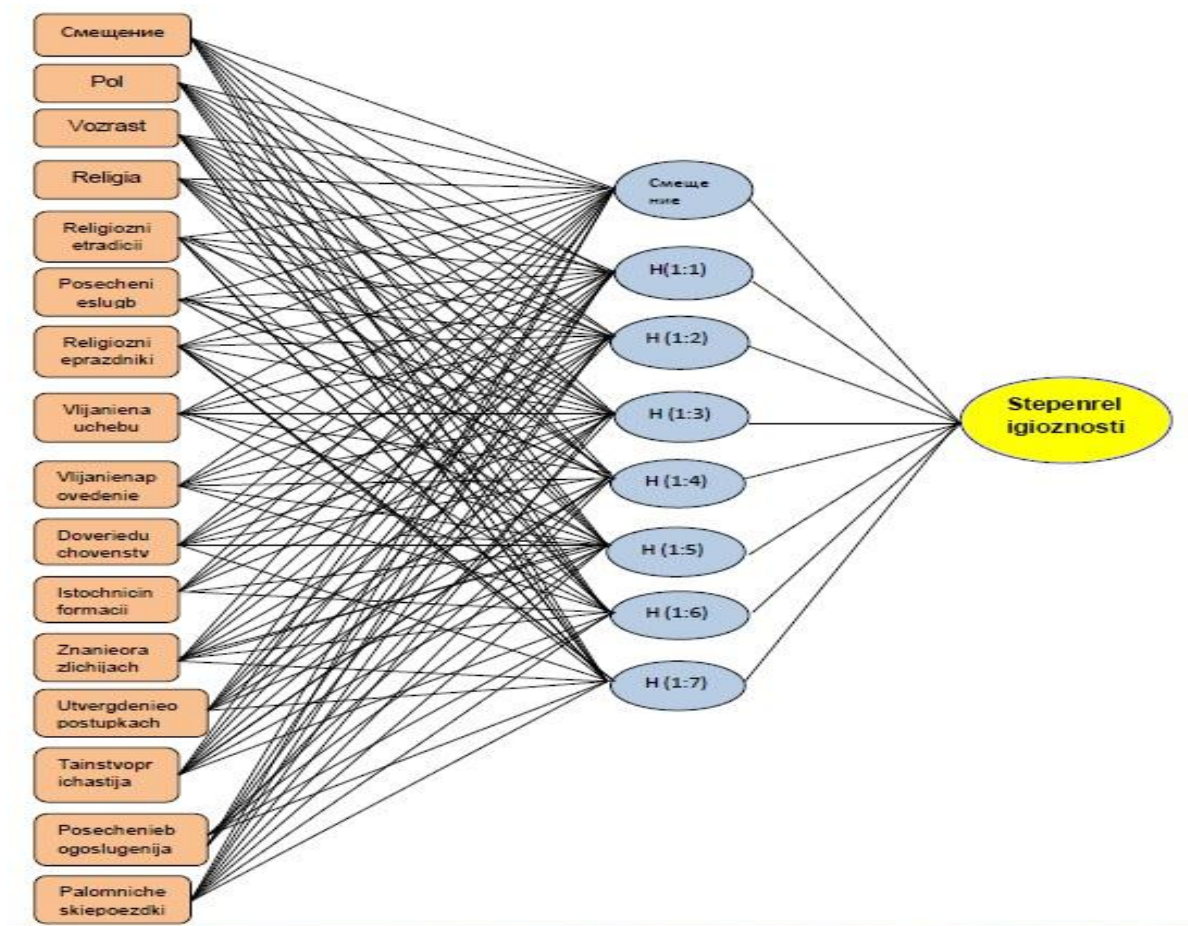 Смещение
Pol
Vozrast
Religia
Religiozni
etradicii
Posecheni
eslugb
Religiozni
eprazdniki
Vlijaniena
uchebu
Vlijanienap
ovedenie
Doveriedu
chovenstv
Istochnicin
formacii
Znanieora
zlichijach
Utvergdenieo
postupkach
Tainstvopr
ichastija
Posechenieb
ogoslugenija
Palomniche
skiepoezdki
Смеще
ние
H(1:1)
H (1:2)
H (1:3)
H (1:4)
H (1:5)
H (1:6)
H (1:7)
Stepenrel
igioznosti